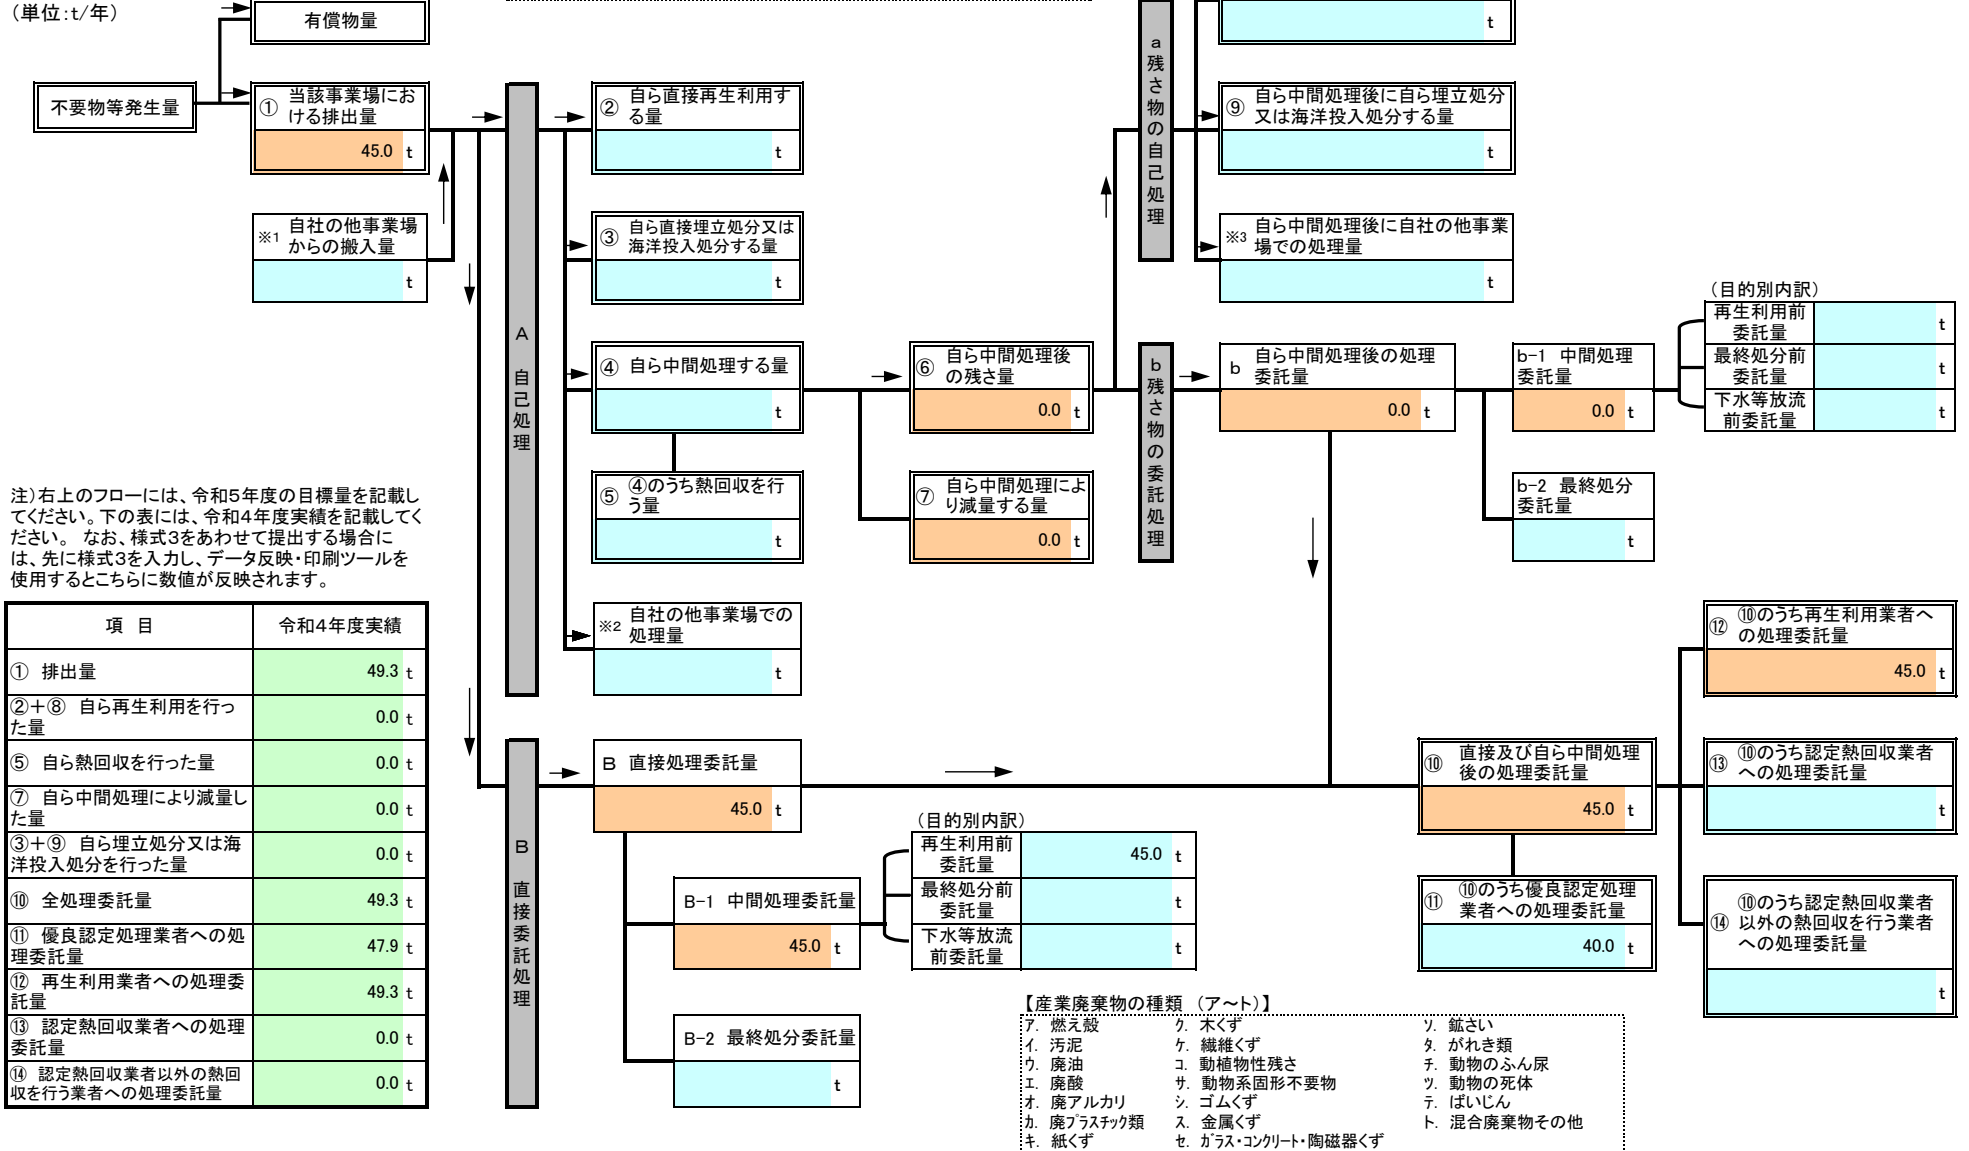 （単位：t/年）
有償物量
t
不要物等発生量
① 当該事業場にお
ける排出量
45.0 t
※1 自社の他事業場
からの搬入量
t
A 自己処理
② 自ら直接再生利用す
る量
t
③ 自ら直接埋立処分又は
海洋投入処分する量
t
④ 自ら中間処理する量
t
⑤ ④のうち熱回収を行
う量
t
※2 自社の他事業場での
処理量
t
⑥ 自ら中間処理後
の残さ量
0.0 t
⑦ 自ら中間処理によ
り減量する量
0.0 t
a 残さ物の自己処理
⑨ 自ら中間処理後に自ら埋立処分
又は海洋投入処分する量
t
※3 自ら中間処理後に自社の他事業
場での処理量
t
b 残さ物の委託処理
b 自ら中間処理後の処理
委託量
0.0 t
b-1 中間処理
委託量
0.0 t
b-2 最終処分
委託量
t
（目的別内訳）
再生利用前
委託量
t
最終処分前
委託量
t
下水等放流
前委託量
t
注）右上のフローには、令和５年度の目標量を記載し
てください。下の表には、令和４年度実績を記載してく
ださい。 なお、様式３をあわせて提出する場合に
は、先に様式３を入力し、データ反映・印刷ツールを
使用するとこちらに数値が反映されます。
項 目 令和４年度実績
① 排出量 49.3 t
②＋⑧ 自ら再生利用を行っ
た量 0.0 t
⑤ 自ら熱回収を行った量 0.0 t
⑦ 自ら中間処理により減量し
た量 0.0 t
③＋⑨ 自ら埋立処分又は海
洋投入処分を行った量 0.0 t
⑩ 全処理委託量 49.3 t
⑪ 優良認定処理業者への処
理委託量 47.9 t
⑫ 再生利用業者への処理委
託量 49.3 t
⑬ 認定熱回収業者への処理
委託量 0.0 t
⑭ 認定熱回収業者以外の熱回
収を行う業者への処理委託量 0.0 t
B 直接委託処理
B 直接処理委託量
45.0 t
B-1 中間処理委託量
45.0 t
B-2 最終処分委託量
t
（目的別内訳）
再生利用前
委託量
45.0 t
最終処分前
委託量
t
下水等放流
前委託量
t
⑩ 直接及び自ら中間処理
後の処理委託量
45.0 t
⑪ ⑩のうち優良認定処理
業者への処理委託量
40.0 t
⑫ ⑩のうち再生利用業者へ
の処理委託量
45.0 t
⑬ ⑩のうち認定熱回収業者
への処理委託量
t
⑭ ⑩のうち認定熱回収業者
以外の熱回収を行う業者
への処理委託量
t
【産業廃棄物の種類 （ア～ト）】
ア. 燃え殻 ク. 木くず ソ. 鉱さい
イ. 汚泥 ケ. 繊維くず タ. がれき類
ウ. 廃油 コ. 動植物性残さ チ. 動物のふん尿
エ. 廃酸 サ. 動物系固形不要物 ツ. 動物の死体
オ. 廃アルカリ シ. ゴムくず テ. ばいじん
カ. 廃プラスチック類 ス. 金属くず ト. 混合廃棄物その他
キ. 紙くず セ. ガラス・コンクリート・陶磁器くず